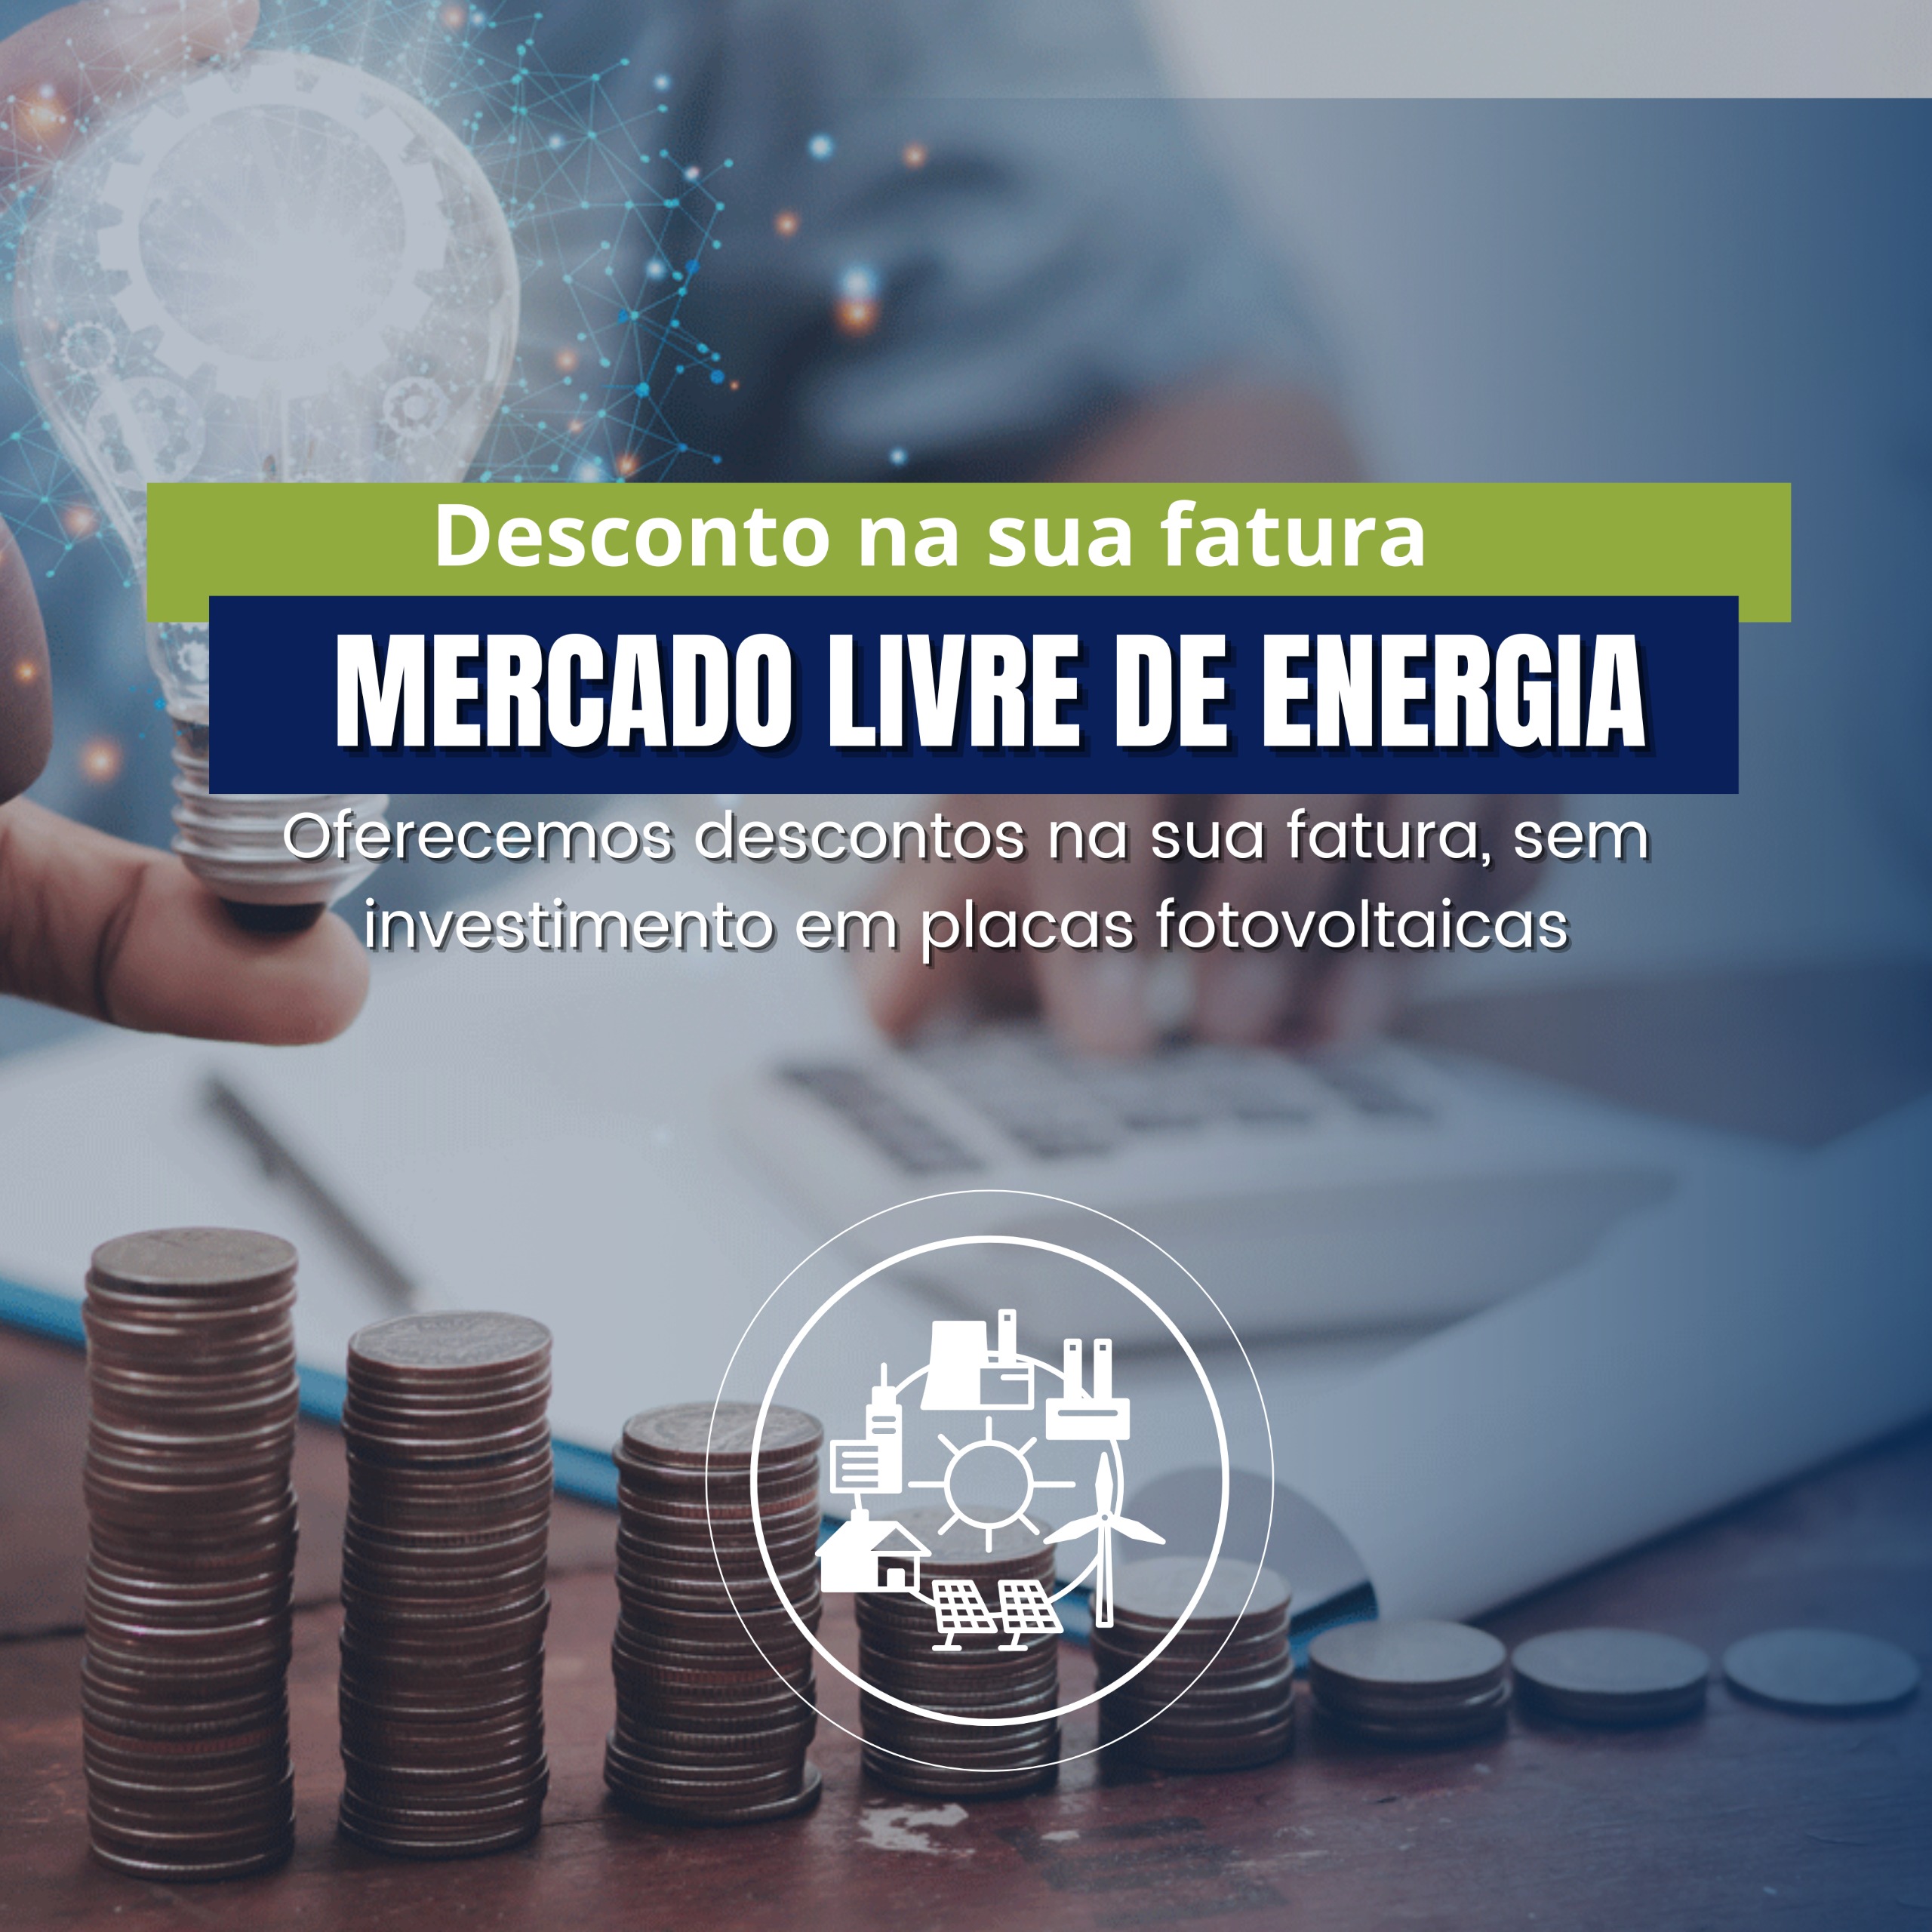 Desconto na sua fatura
MERCADO LIVRE DE ENERGIA
Oferecemos descontos na sua fatura, sem
investimento em placas fotovoltaicas